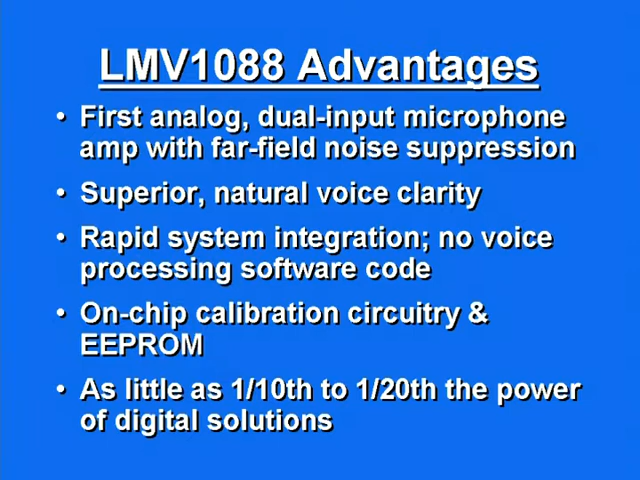 LMV1088 Advantages
• First analog, dual-input microphone
amp with far-field noise suppression
• Superior, natural voice clarity
• Rapid system integration; no voice
processing software code
• On-chip calibration circuitry &
EEPROM
• As little as 1/10th to 1/20th the power
of digital solutions